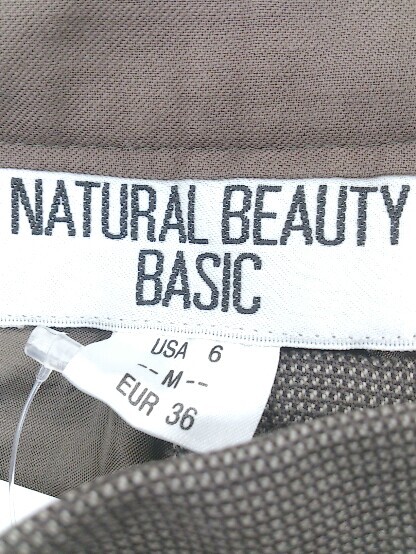 NATURAL BEAUTY
BASIC
USA 6
--M--
EUR 36